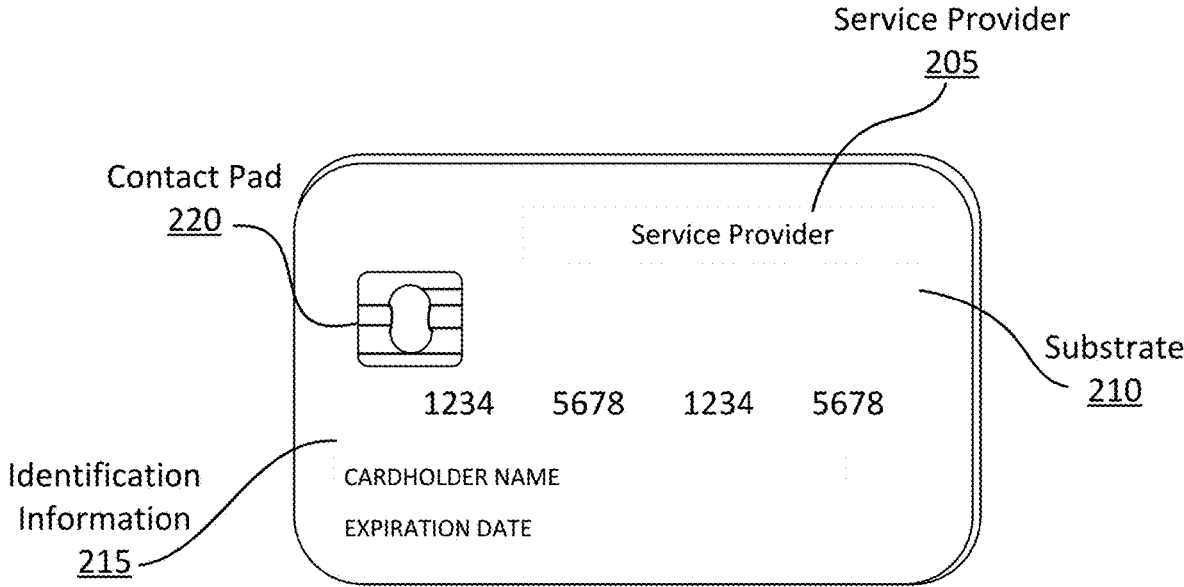 Service Provider
205
Contact Pad
220
Service Provider
Substrate
210
1234 5678 1234 5678
Identification
Information
215
CARDHOLDER NAME
EXPIRATION DATE